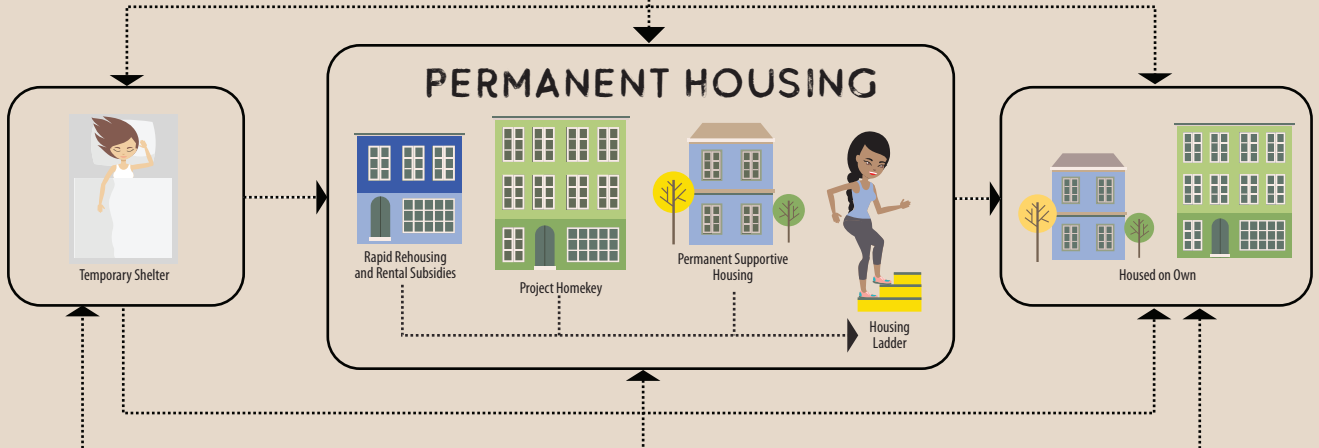 PERMANENT HOUSING
Temporary Shelter
Rapid Rehousing
and Rental Subsidies
Project Homekey
Permanent Supportive
Housing
Housing
Ladder
Housed on Own